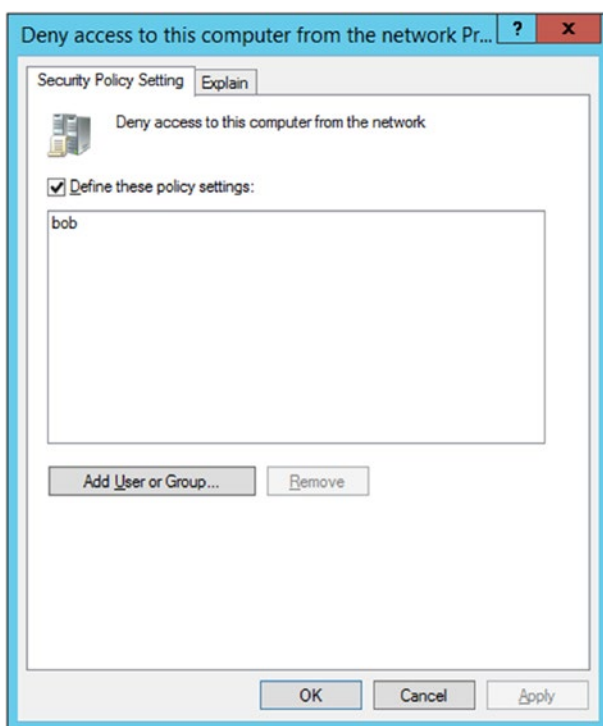 Deny access to this computer from the network Pr... ? x
Security Policy Setting Explain
Deny access to this computer from the network
Define these policy settings:
bob
Add User or Group... Remove
OK Cancel Apply